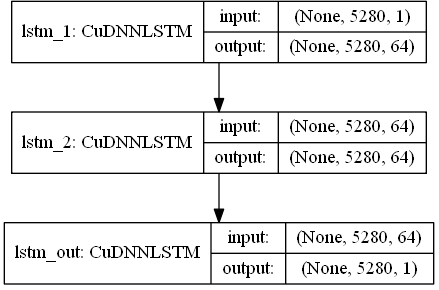 lstm_1: CuDNNLSTM
input: (None, 5280, 1)
output: (None, 5280, 64)
lstm_2: CuDNNLSTM
input: (None, 5280, 64)
output: (None, 5280, 64)
lstm_out: CuDNNLSTM
input: (None, 5280, 64)
output: (None, 5280, 1)